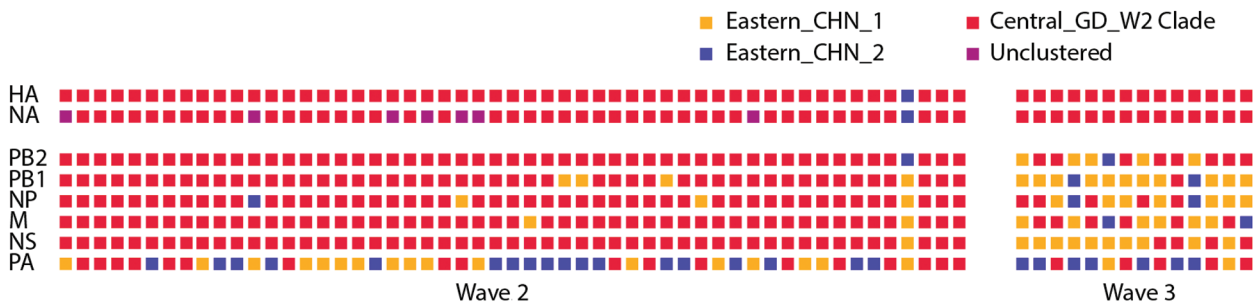 Eastern_CHN_1 Central_GD_W2 Clade
Eastern_CHN_2 Unclustered
HA
NA
PB2
PB1
NP
M
NS
PA
Wave 2 Wave 3